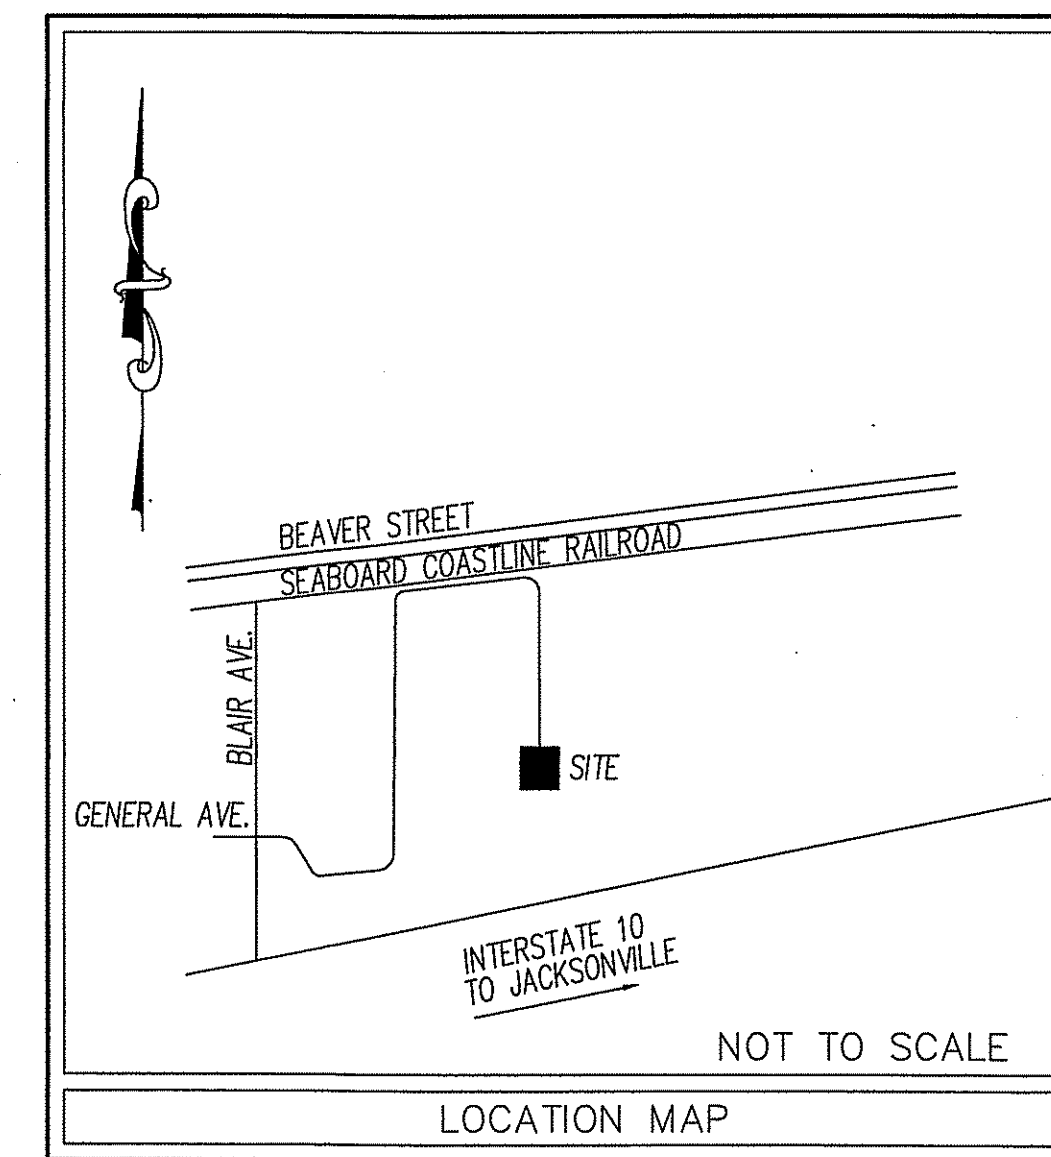 BEAVER STREET
SEABOARD COASTLINE RAILROAD
BLAIR AVE.
SITE
GENERAL AVE.
INTERSTATE 10
TO JACKSONVILLE
NOT TO SCALE
LOCATION MAP